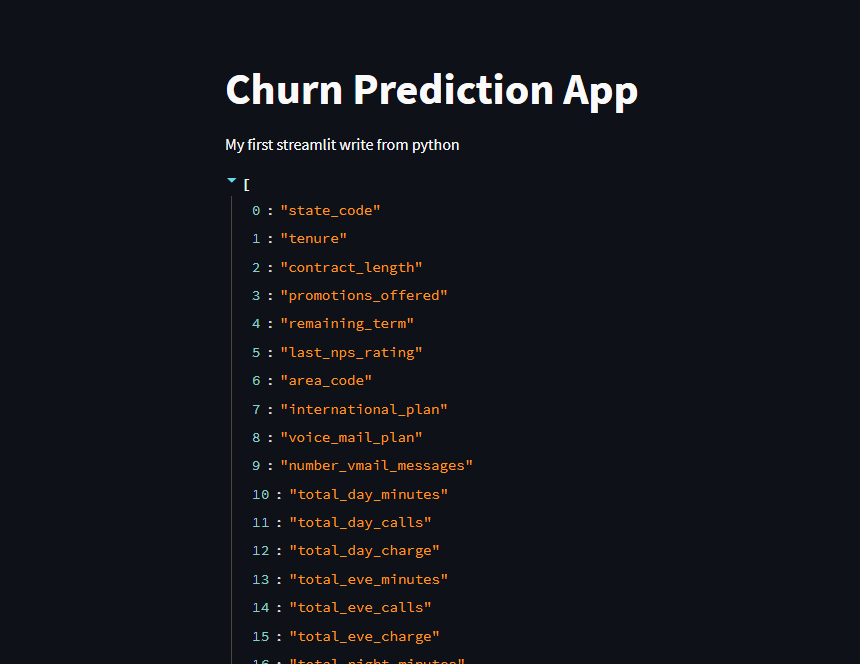 Churn Prediction App
My first streamlit write from python
[
0 : "state_code"
1 : "tenure"
2 : "contract_length"
3 : "promotions_offered"
4 : "remaining_term"
5 : "last_nps_rating"
6 : "area_code"
7 : "international_plan"
8 : "voice_mail_plan"
9 : "number_vmail_messages"
10 : "total_day_minutes"
11 : "total_day_calls"
12 : "total_day_charge"
13 : "total_eve_minutes"
14 : "total_eve_calls"
15 : "total_eve_charge"
16 : "total_night_minutes"